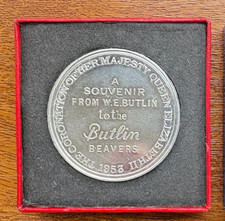 THE CORONATION OF HER MAJESTY QUEEN ELIZABETH II
1953
A
SOUVENIR
FROM W.E. BUTLIN
to the
Butlin
BEAVERS